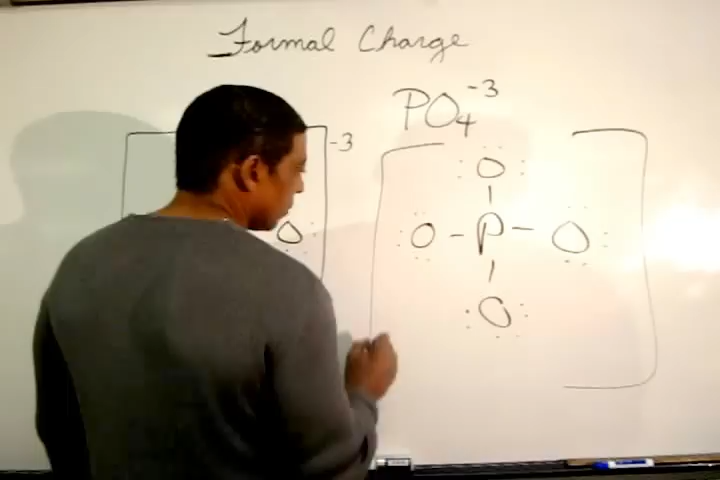 Formal Charge
PO₄⁻³
-3
O
O
O - P - O
O